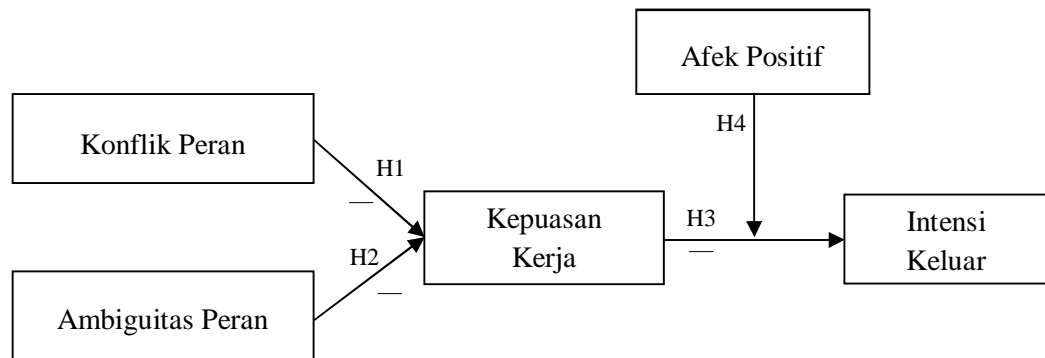 Afek Positif
H4
Konflik Peran
H1
—
Kepuasan
Kerja
H3
—
Intensi
Keluar
H2
—
Ambiguitas Peran